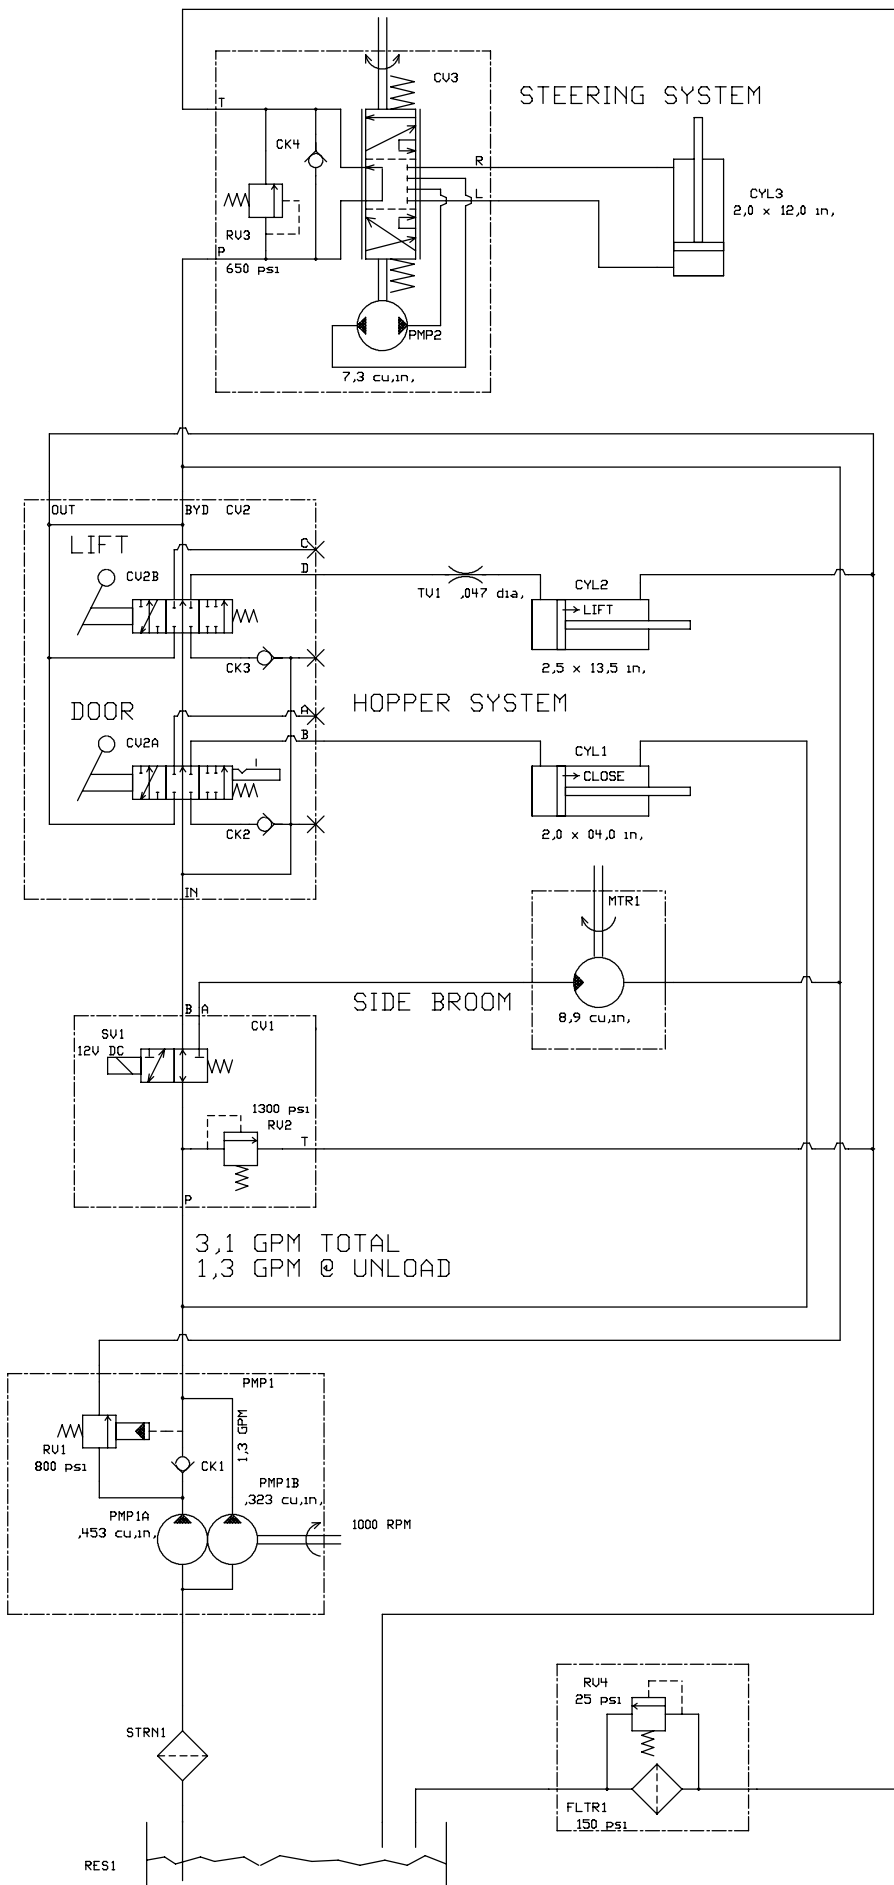 CV3
STEERING SYSTEM
T
CK4
R
L
CYL3
2,0 x 12,0 in,
RV3
P
650 psi
PMP2
7,3 cu,in,
OUT
BYD CV2
LIFT
C
CV2B
D
TV1 ,047 dia,
CYL2
LIFT
CK3
2,5 x 13,5 in,
DOOR
HOPPER SYSTEM
A
CV2A
B
CYL1
CLOSE
CK2
2,0 x 04,0 in,
IN
MTR1
SIDE BROOM
B A
8,9 cu,in,
SV1
CV1
12V DC
1300 psi
RV2
T
P
3,1 GPM TOTAL
1,3 GPM @ UNLOAD
PMP1
1,3 GPM
RV1
800 psi
CK1
PMP1B
,323 cu,in,
PMP1A
,453 cu,in,
1000 RPM
RV4
25 psi
STRN1
FLTR1
150 psi
RES1